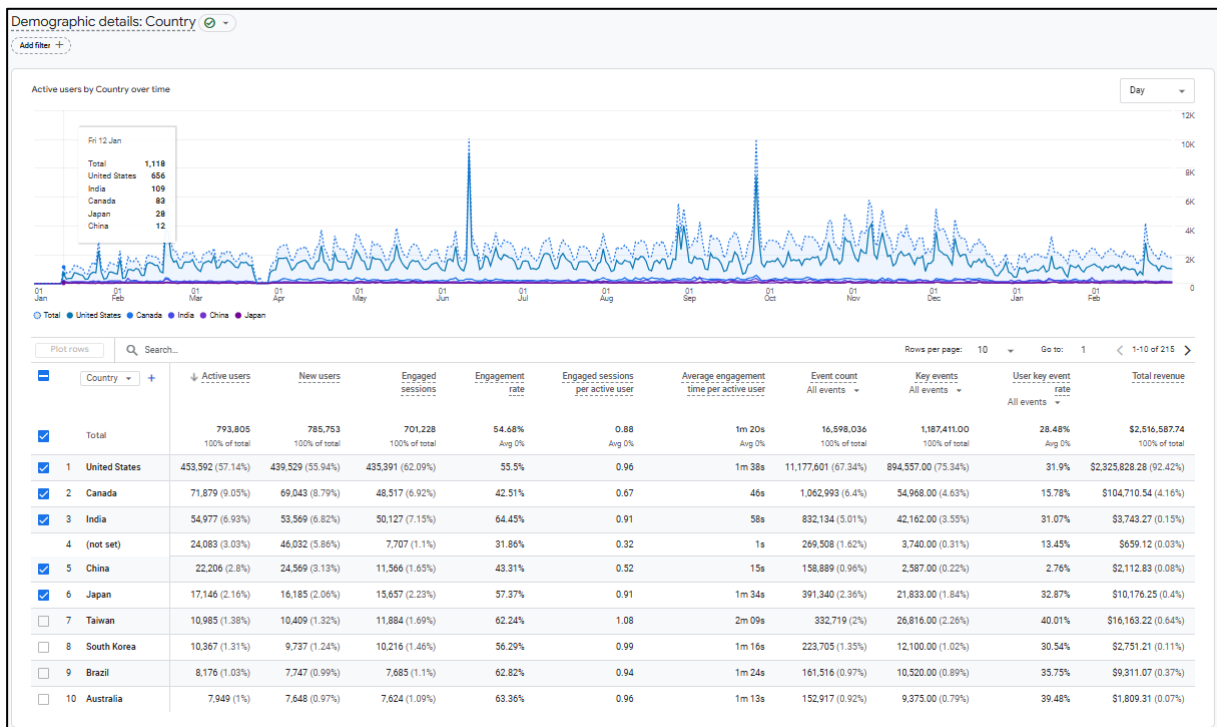 Demographic details: Country
Add filter +
Active users by Country over time
Day
12K
10K
8K
6K
4K
2K
0
Fri 12 Jan
Total 1,118
United States 656
India 109
Canada 83
Japan 28
China 12
01 Jan 01 Feb 01 Mar 01 Apr 01 May 01 Jun 01 Jul 01 Aug 01 Sep 01 Oct 01 Nov 01 Dec 01 Jan 01 Feb
Total United States Canada India China Japan
Plot rows Search... Rows per page: 10 Go to: 1 < 1-10 of 215 >
Country + ↓ Active users New users Engaged sessions Engagement rate Engaged sessions per active user Average engagement time per active user Event count All events Key events All events User key event rate All events Total revenue
Total 793,805 785,753 701,228 54.68% 0.88 1m 20s 16,598,036 1,187,411.00 28.48% $2,516,587.74
100% of total 100% of total 100% of total Avg 0% Avg 0% Avg 0% 100% of total 100% of total Avg 0% 100% of total
1 United States 453,592 (57.14%) 439,529 (55.94%) 435,391 (62.09%) 55.5% 0.96 1m 38s 11,177,601 (67.34%) 894,557.00 (75.34%) 31.9% $2,325,828.28 (92.42%)
2 Canada 71,879 (9.05%) 69,043 (8.79%) 48,517 (6.92%) 42.51% 0.67 46s 1,062,993 (6.4%) 54,968.00 (4.63%) 15.78% $104,710.54 (4.16%)
3 India 54,977 (6.93%) 53,569 (6.82%) 50,127 (7.15%) 64.45% 0.91 58s 832,134 (5.01%) 42,162.00 (3.55%) 31.07% $3,743.27 (0.15%)
4 (not set) 24,083 (3.03%) 46,032 (5.86%) 7,707 (1.1%) 31.86% 0.32 1s 269,508 (1.62%) 3,740.00 (0.31%) 13.45% $659.12 (0.03%)
5 China 22,206 (2.8%) 24,569 (3.13%) 11,566 (1.65%) 43.31% 0.52 15s 158,889 (0.96%) 2,587.00 (0.22%) 2.76% $2,112.83 (0.08%)
6 Japan 17,146 (2.16%) 16,185 (2.06%) 15,657 (2.23%) 57.37% 0.91 1m 34s 391,340 (2.36%) 21,833.00 (1.84%) 32.87% $10,176.25 (0.4%)
7 Taiwan 10,985 (1.38%) 10,409 (1.32%) 11,884 (1.69%) 62.24% 1.08 2m 09s 332,719 (2%) 26,816.00 (2.26%) 40.01% $16,163.22 (0.64%)
8 South Korea 10,367 (1.31%) 9,737 (1.24%) 10,216 (1.46%) 56.29% 0.99 1m 16s 223,705 (1.35%) 12,100.00 (1.02%) 30.54% $2,751.21 (0.11%)
9 Brazil 8,176 (1.03%) 7,747 (0.99%) 7,685 (1.1%) 62.82% 0.94 1m 24s 161,516 (0.97%) 10,520.00 (0.89%) 35.75% $9,311.07 (0.37%)
10 Australia 7,949 (1%) 7,648 (0.97%) 7,624 (1.09%) 63.36% 0.96 1m 13s 152,917 (0.92%) 9,375.00 (0.79%) 39.48% $1,809.31 (0.07%)